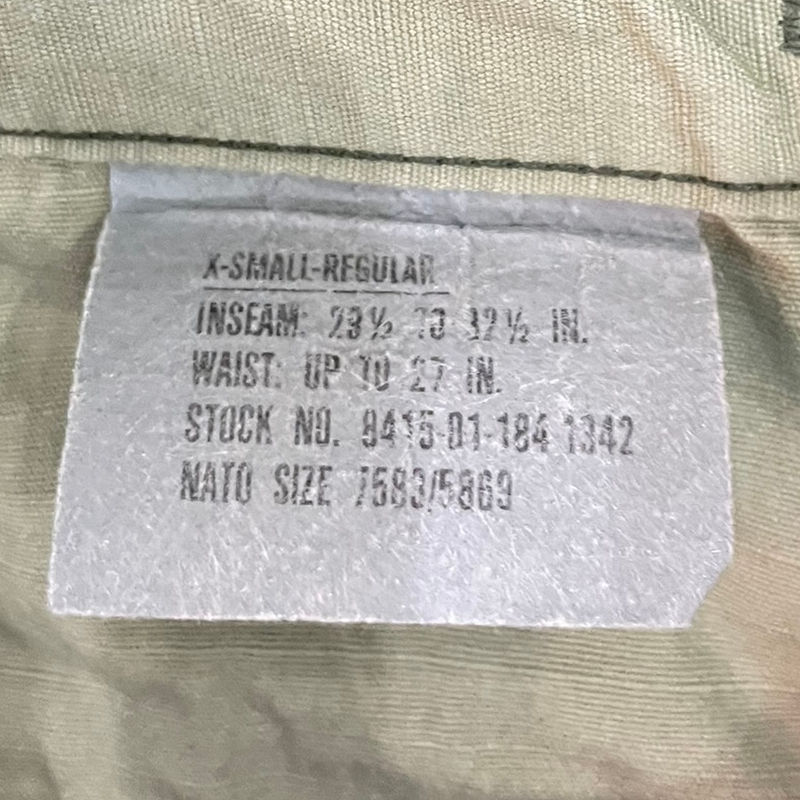 X-SMALL-REGULAR
INSEAM: 29½ TO 32½ IN.
WAIST: UP TO 27 IN.
STOCK NO. 8415-01-184-1342
NATO SIZE 7583/5869